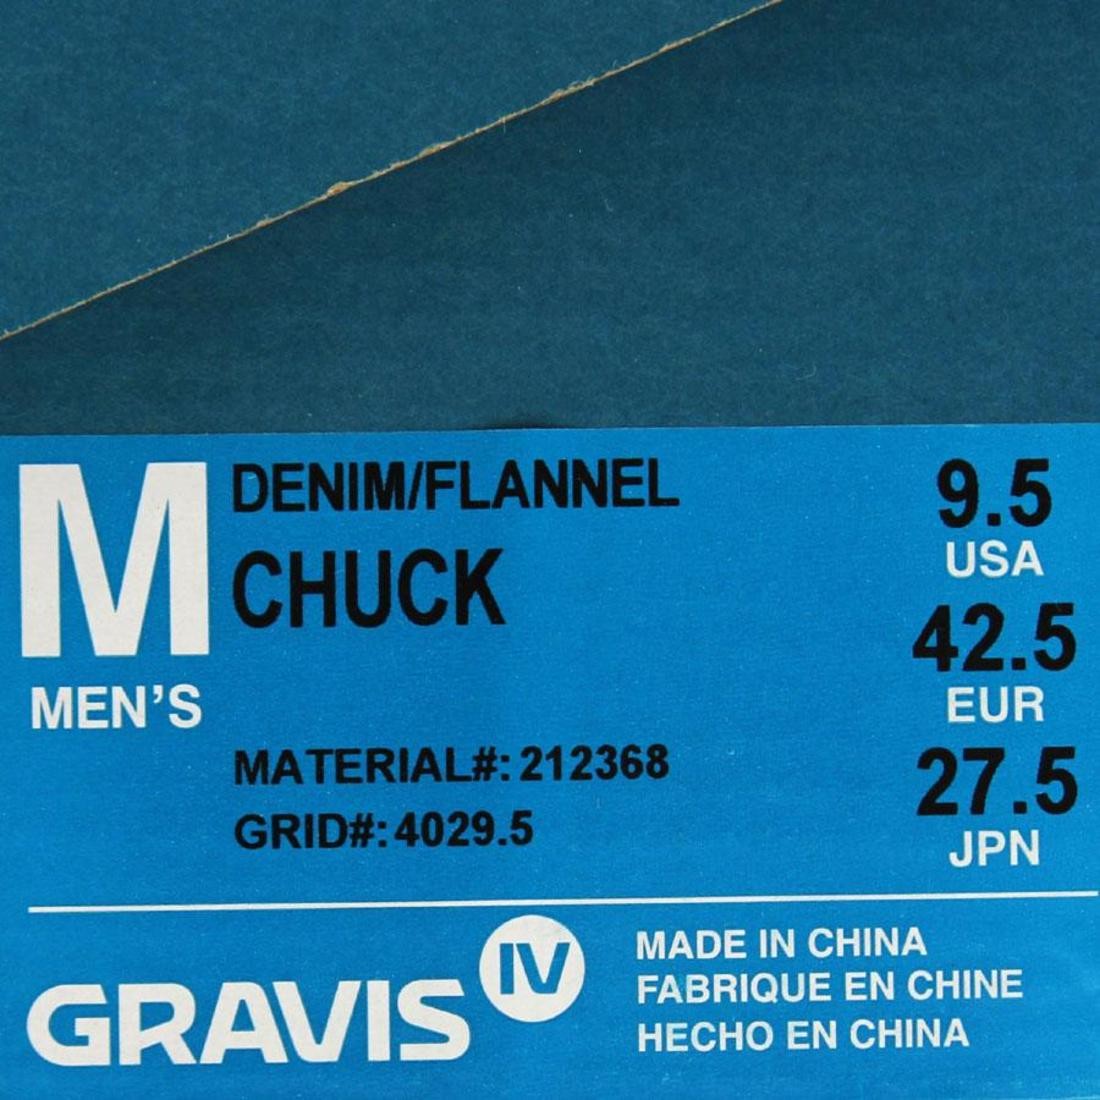 M
MEN'S
DENIM/FLANNEL
CHUCK
MATERIAL#: 212368
GRID#: 4029.5
9.5
USA
42.5
EUR
27.5
JPN
GRAVIS IV
MADE IN CHINA
FABRIQUE EN CHINE
HECHO EN CHINA